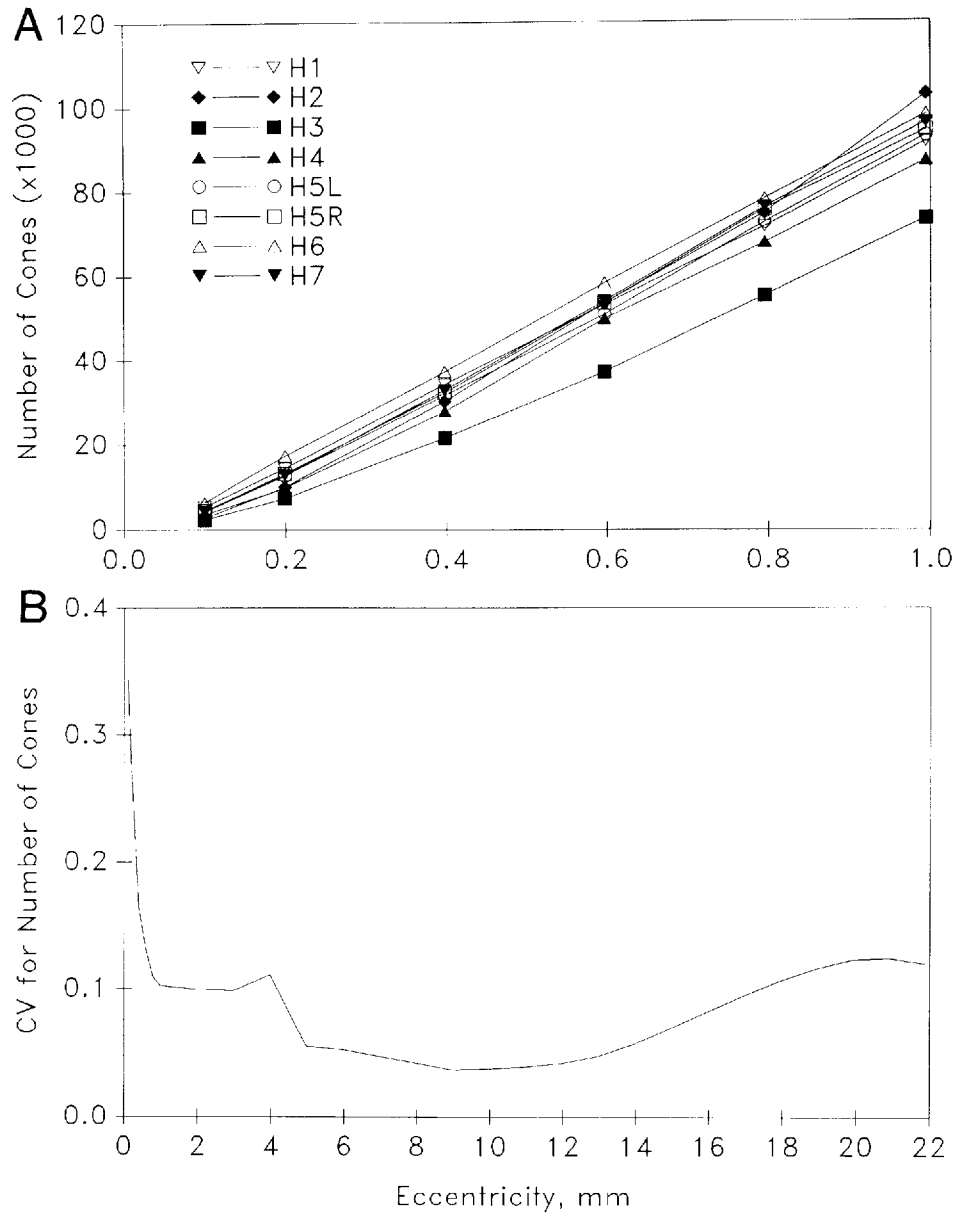 A
120
100
80
60
40
20
0
Number of Cones (x1000)
H1
H2
H3
H4
H5L
H5R
H6
H7
0.0 0.2 0.4 0.6 0.8 1.0
B
0.4
0.3
0.2
0.1
0.0
CV for Number of Cones
0 2 4 6 8 10 12 14 16 18 20 22
Eccentricity, mm